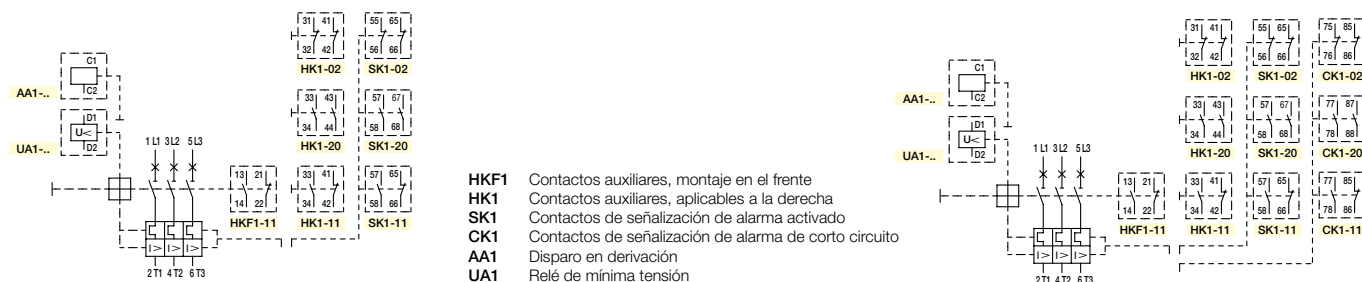 31 41 55 65
C1
32 42 56 66
HK1-02 SK1-02
AA1-..
C2
33 43 57 67
D1
U<
34 44 58 68
UA1-..
D2
HK1-20 SK1-20
1 L1 3 L2 5 L3
13 21 33 41 57 65
14 22 34 42 58 66
HKF1-11 HK1-11 SK1-11
I> I> I>
2 T1 4 T2 6 T3
HKF1 Contactos auxiliares, montaje en el frente
HK1 Contactos auxiliares, aplicables a la derecha
SK1 Contactos de señalización de alarma activado
CK1 Contactos de señalización de alarma de corto circuito
AA1 Disparo en derivación
UA1 Relé de mínima tensión
31 41 55 65 75 85
C1
32 42 56 66 76 86
HK1-02 SK1-02 CK1-02
AA1-..
C2
33 43 57 67 77 87
D1
U<
34 44 58 68 78 88
UA1-..
D2
HK1-20 SK1-20 CK1-20
1 L1 3 L2 5 L3
13 21 33 41 57 65 77 85
14 22 34 42 58 66 78 86
HKF1-11 HK1-11 SK1-11 CK1-11
I> I> I>
2 T1 4 T2 6 T3